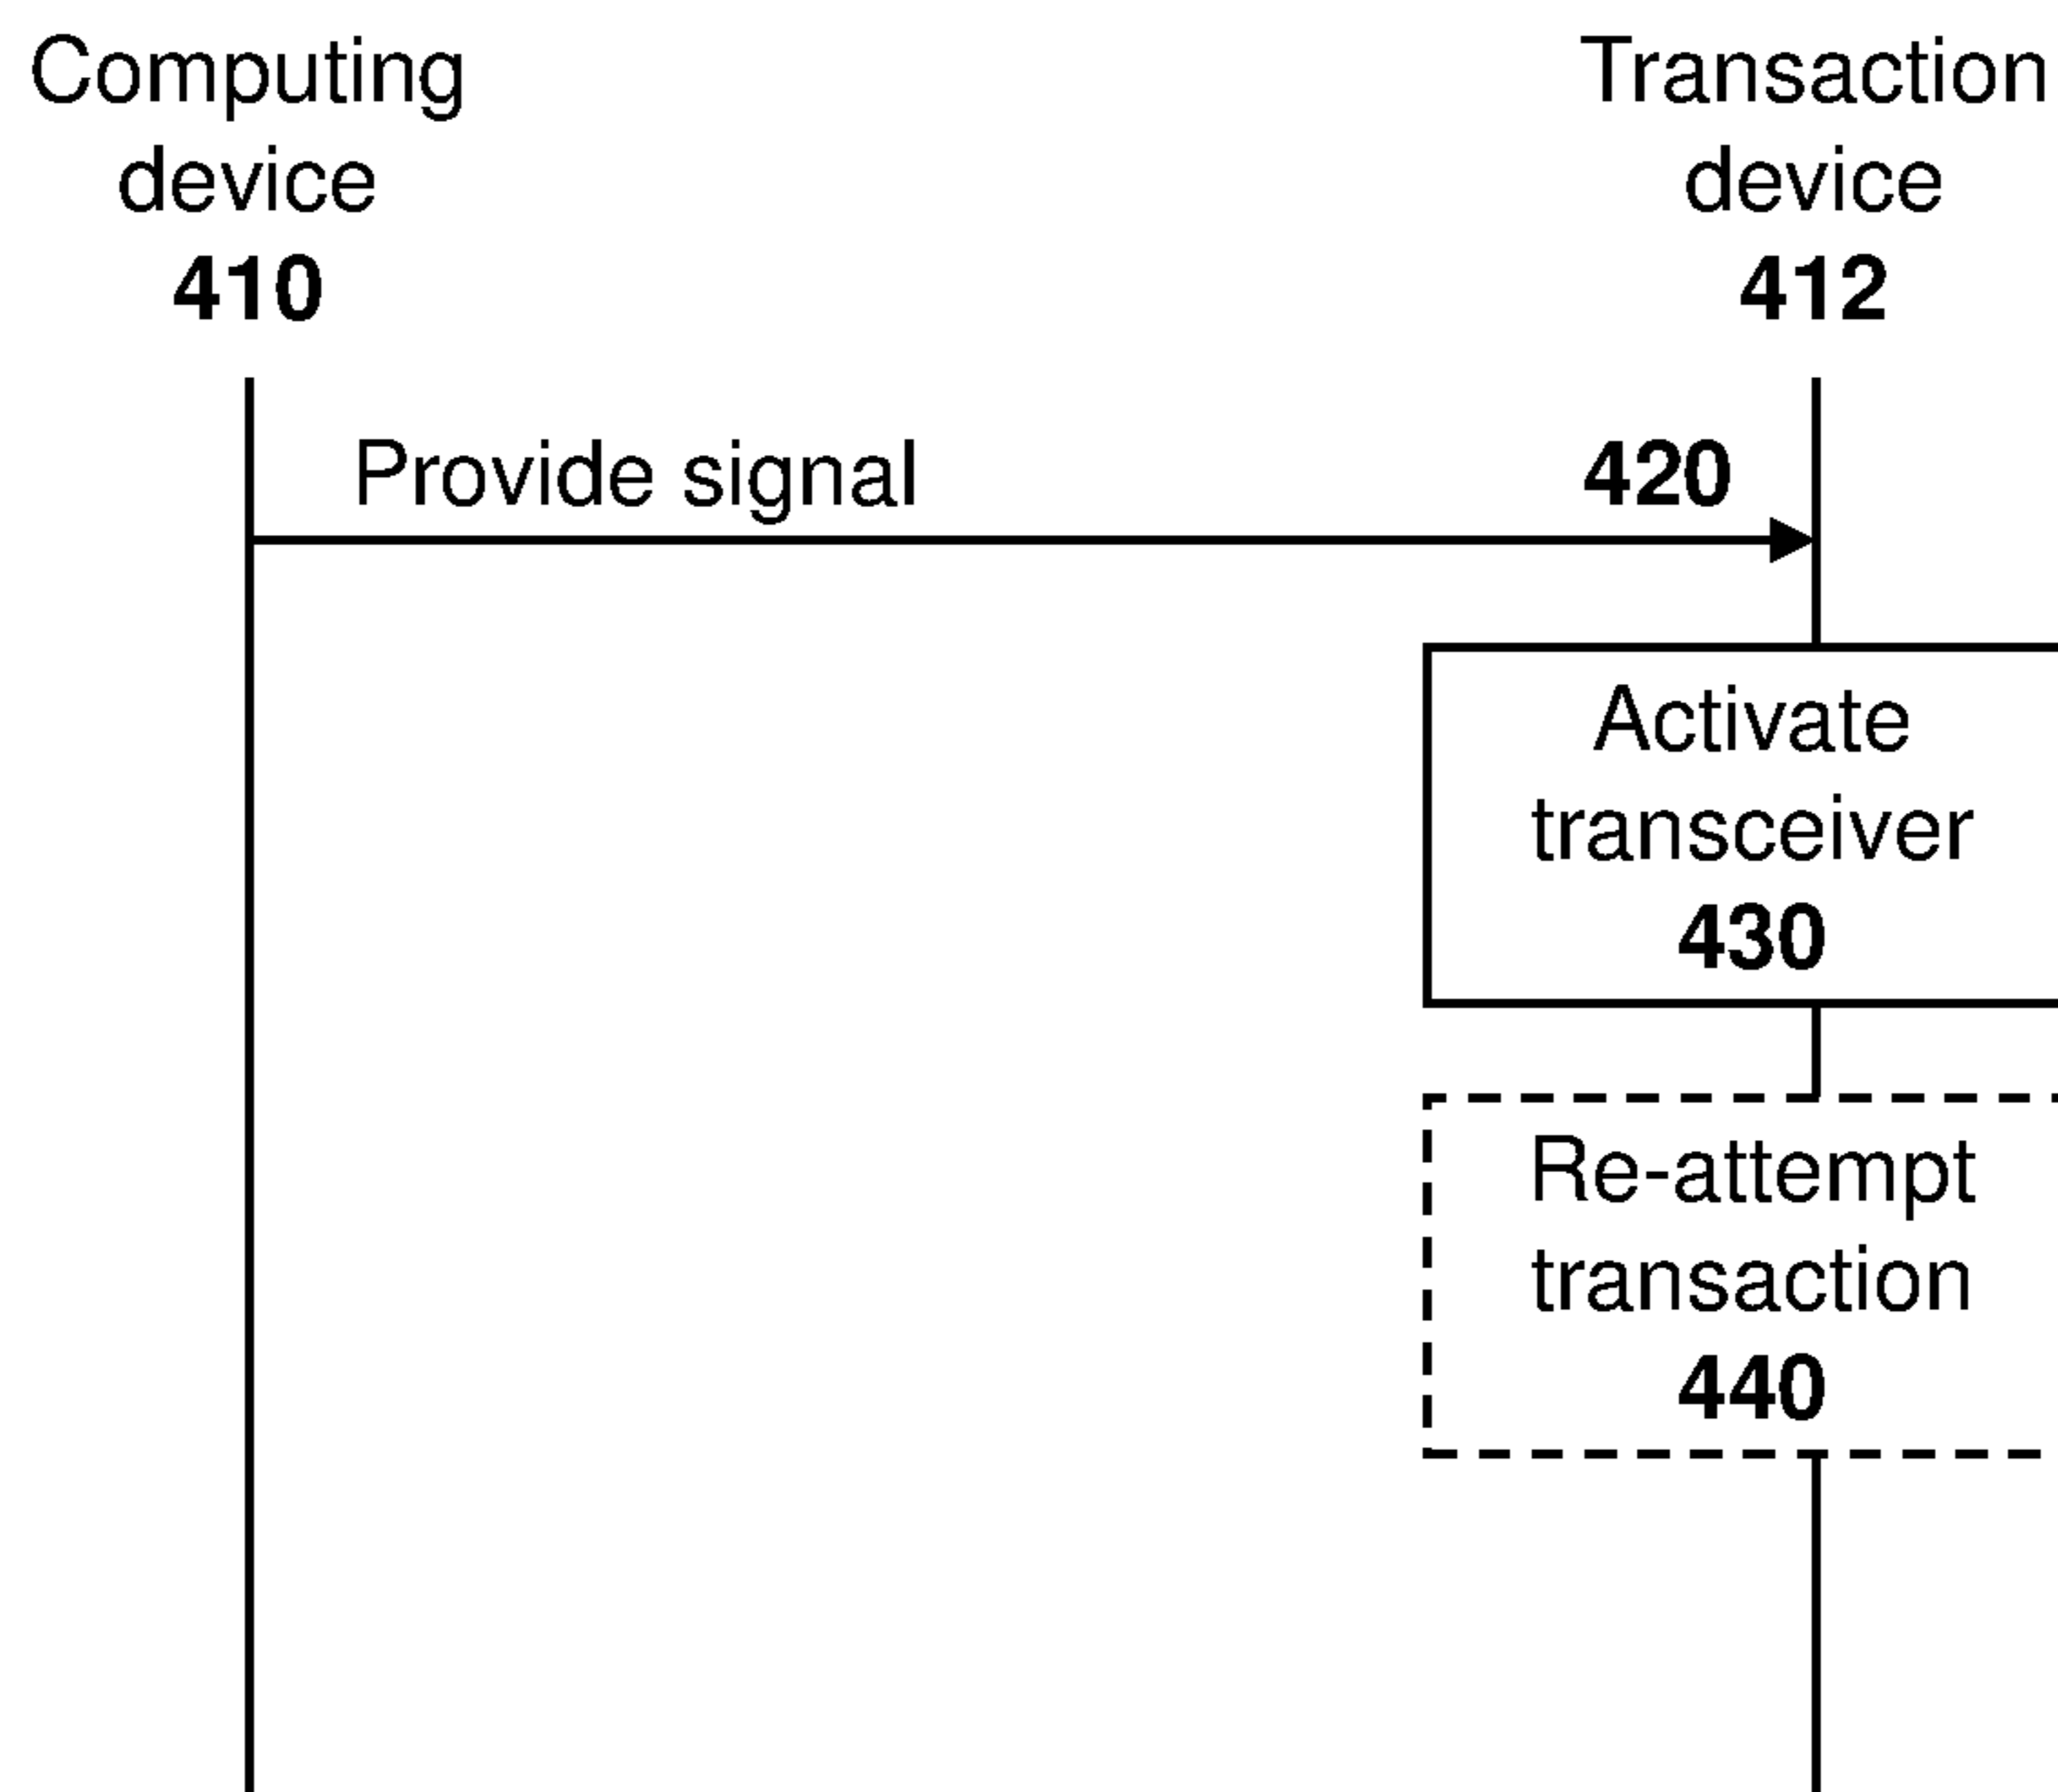 Computing
device
410
Transaction
device
412
Provide signal 420
Activate
transceiver
430
Re-attempt
transaction
440